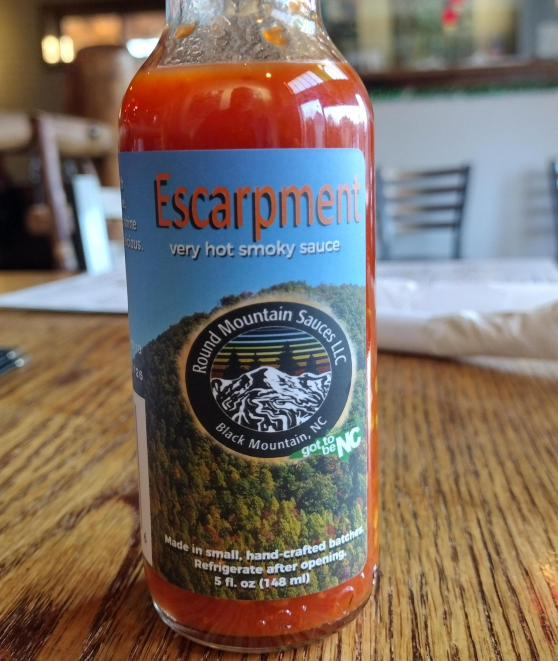 Escarpment
very hot smoky sauce
Round Mountain Sauces LLC
Black Mountain, NC
got to
be NC
Made in small, hand-crafted batches.
Refrigerate after opening.
5 fl. oz (148 ml)